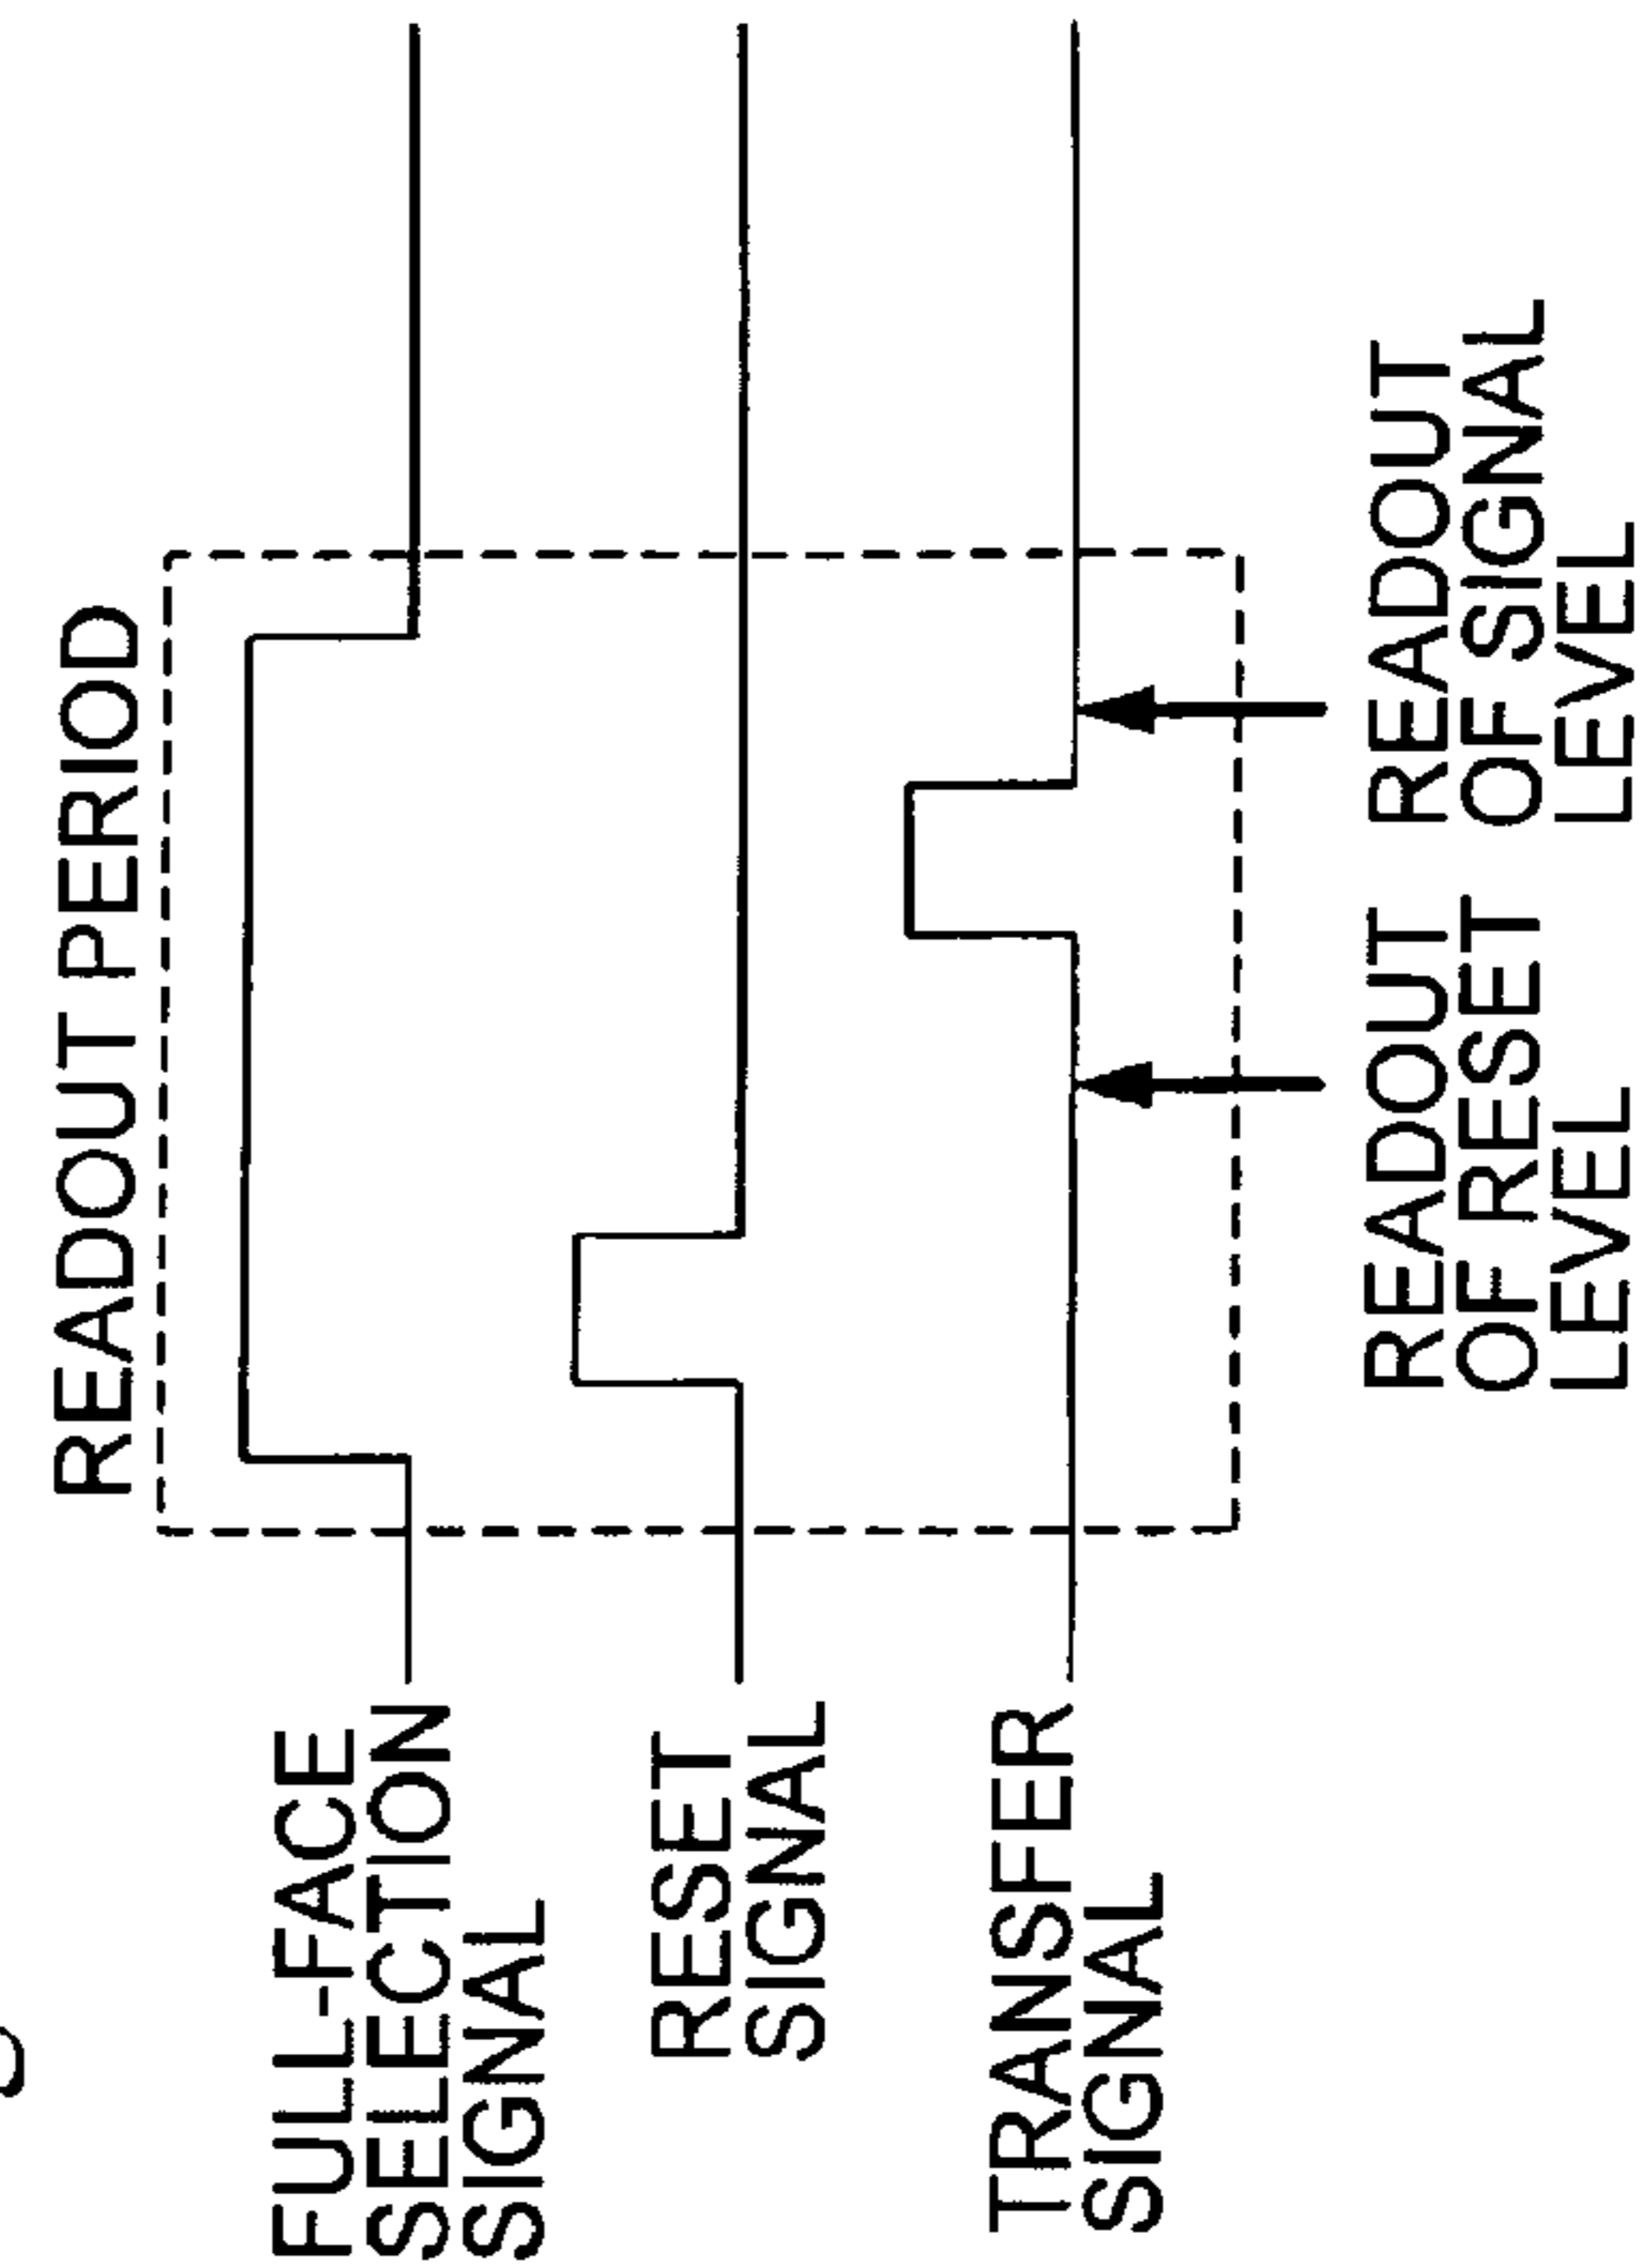 READOUT PERIOD
FULL-FACE
SELECTION
SIGNAL
RESET
SIGNAL
TRANSFER
SIGNAL
READOUT
OF RESET
LEVEL
READOUT
OF SIGNAL
LEVEL